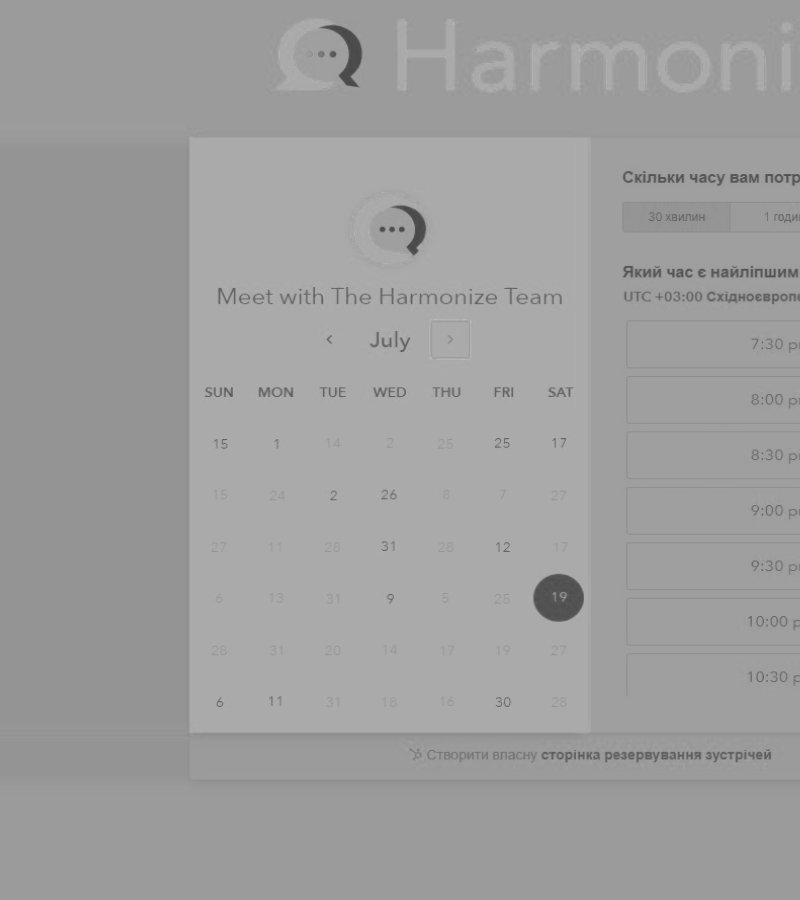 Harmoni
Meet with The Harmonize Team
July
SUN MON TUE WED THU FRI SAT
15 1 14 2 25 25 17
15 24 2 26 8 7 27
27 11 28 31 28 12 17
6 13 31 9 5 25 19
28 31 20 14 17 19 27
6 11 31 18 16 30 28
Скільки часу вам потр
30 хвилин 1 годи
Який час є найліпшим
UTC +03:00 Східноєвропе
7:30 p
8:00 p
8:30 p
9:00 p
9:30 p
10:00 p
10:30 p
Створити власну сторінка резервування зустрічей